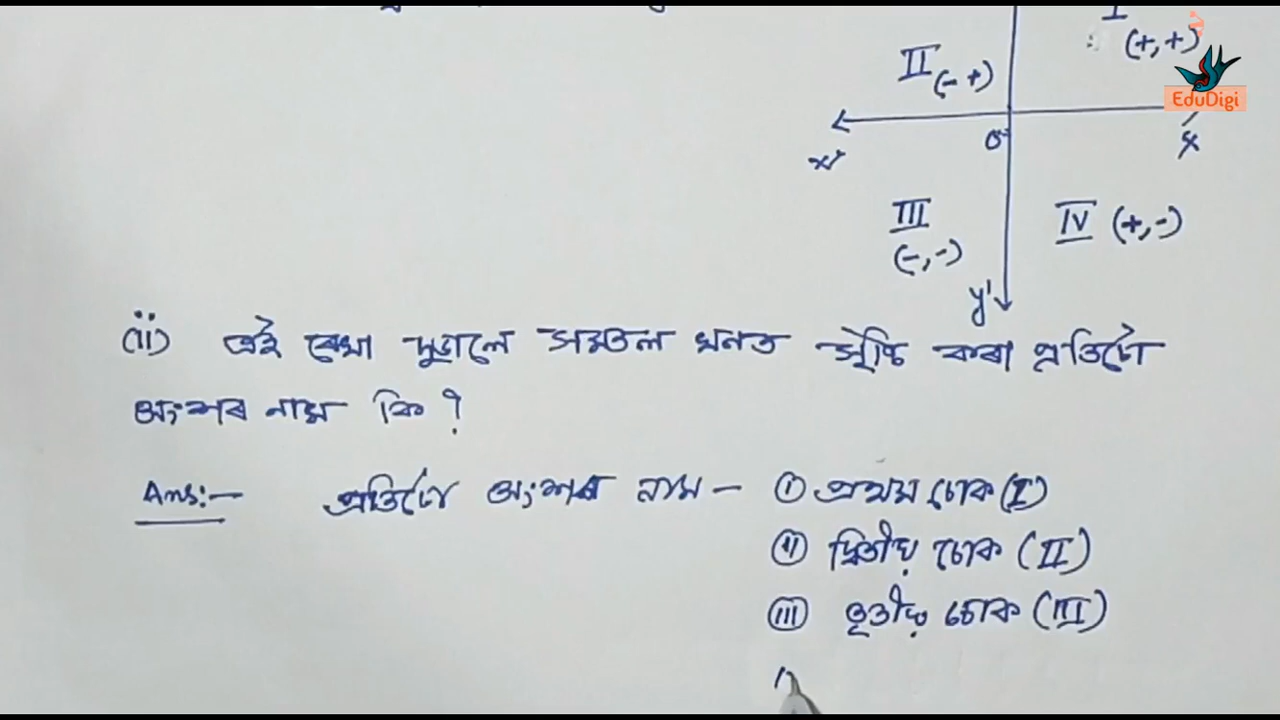 I
(+,+)
II
(- +)
EduDigi
x'
O
x
III
(-,-)
IV (+,-)
y'
(ii) এই ৰেখা দুডালে সমতল খনত সৃষ্টি কৰা প্ৰতিটো
অংশৰ নাম কি ?
Ans:- প্ৰতিটো অংশৰ নাম - (i) প্ৰথম চোক (I)
(ii) দ্বিতীয় চোক (II)
(iii) তৃতীয় চোক (III)